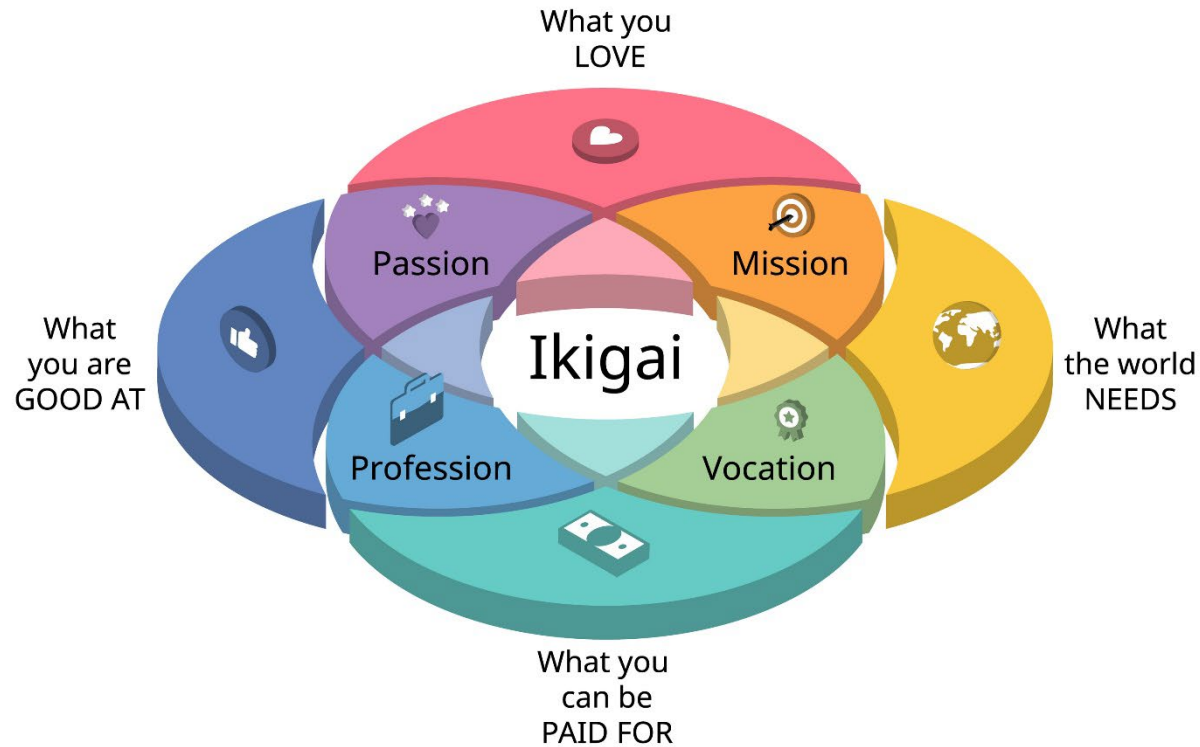 What you
LOVE
Passion
Mission
What
you are
GOOD AT
Ikigai
What
the world
NEEDS
Profession
Vocation
What you
can be
PAID FOR